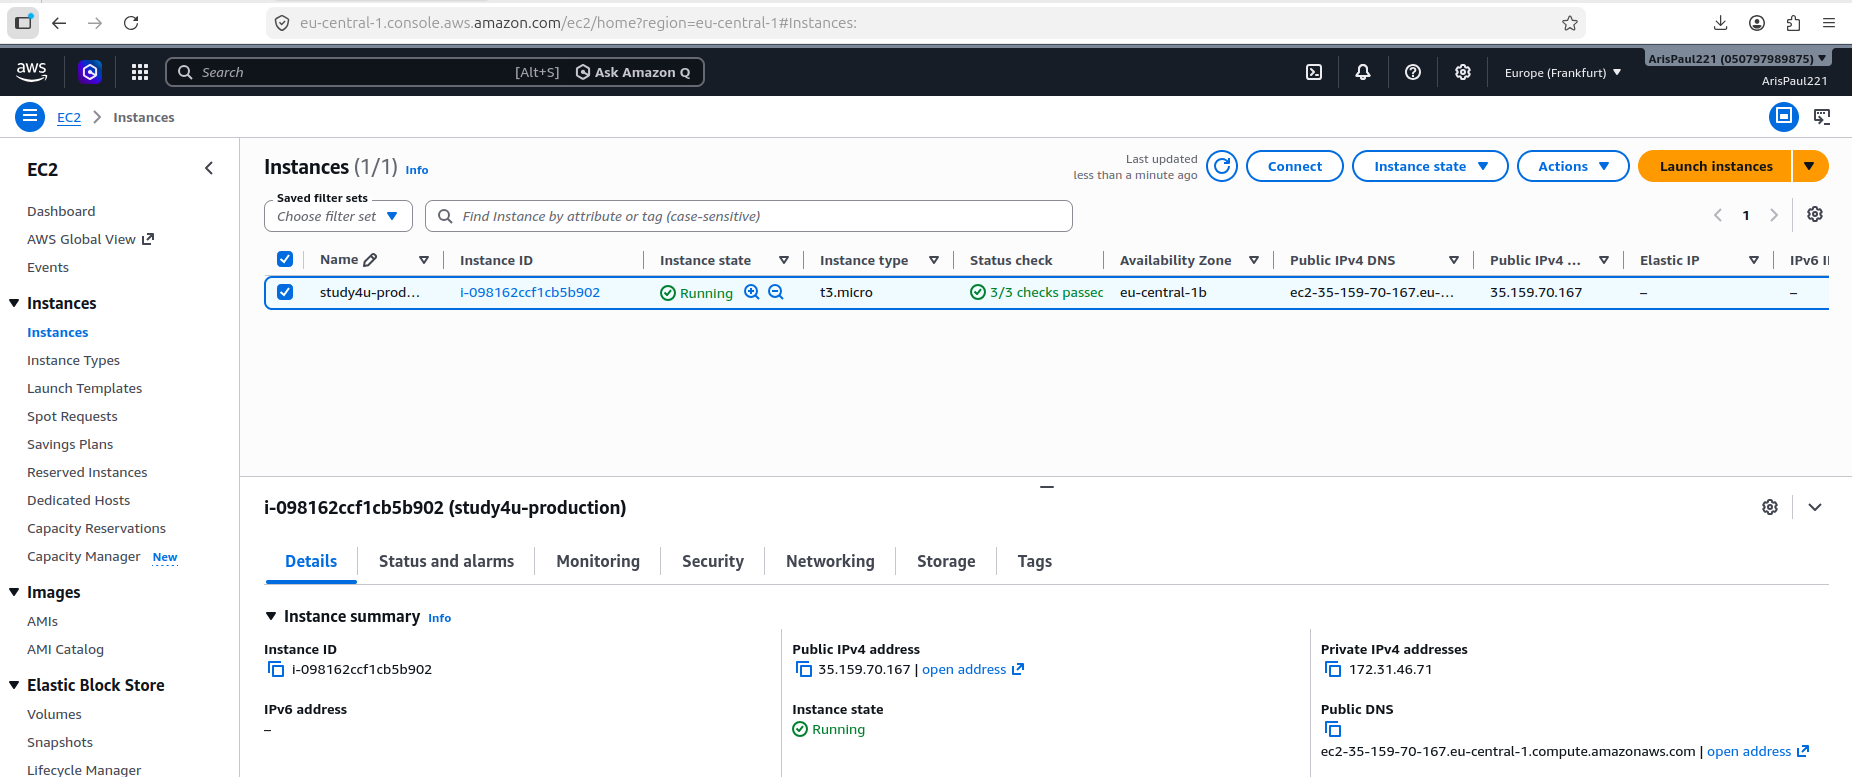 eu-central-1.console.aws.amazon.com/ec2/home?region=eu-central-1#Instances:
aws
Search [Alt+S] Ask Amazon Q
Europe (Frankfurt)
ArisPaul221 (050797989875)
ArisPaul221
EC2 Instances
EC2
Dashboard
AWS Global View
Events
Instances
Instances
Instance Types
Launch Templates
Spot Requests
Savings Plans
Reserved Instances
Dedicated Hosts
Capacity Reservations
Capacity Manager New
Images
AMIs
AMI Catalog
Elastic Block Store
Volumes
Snapshots
Lifecycle Manager
Instances (1/1) Info
Last updated
less than a minute ago
Connect Instance state Actions Launch instances
Saved filter sets
Choose filter set
Find Instance by attribute or tag (case-sensitive)
1
Name Instance ID Instance state Instance type Status check Availability Zone Public IPv4 DNS Public IPv4 ... Elastic IP IPv6 I
study4u-prod... i-098162ccf1cb5b902 Running t3.micro 3/3 checks passec eu-central-1b ec2-35-159-70-167.eu-... 35.159.70.167 – –
i-098162ccf1cb5b902 (study4u-production)
Details Status and alarms Monitoring Security Networking Storage Tags
Instance summary Info
Instance ID
i-098162ccf1cb5b902
IPv6 address
–
Public IPv4 address
35.159.70.167 | open address
Instance state
Running
Private IPv4 addresses
172.31.46.71
Public DNS
ec2-35-159-70-167.eu-central-1.compute.amazonaws.com | open address